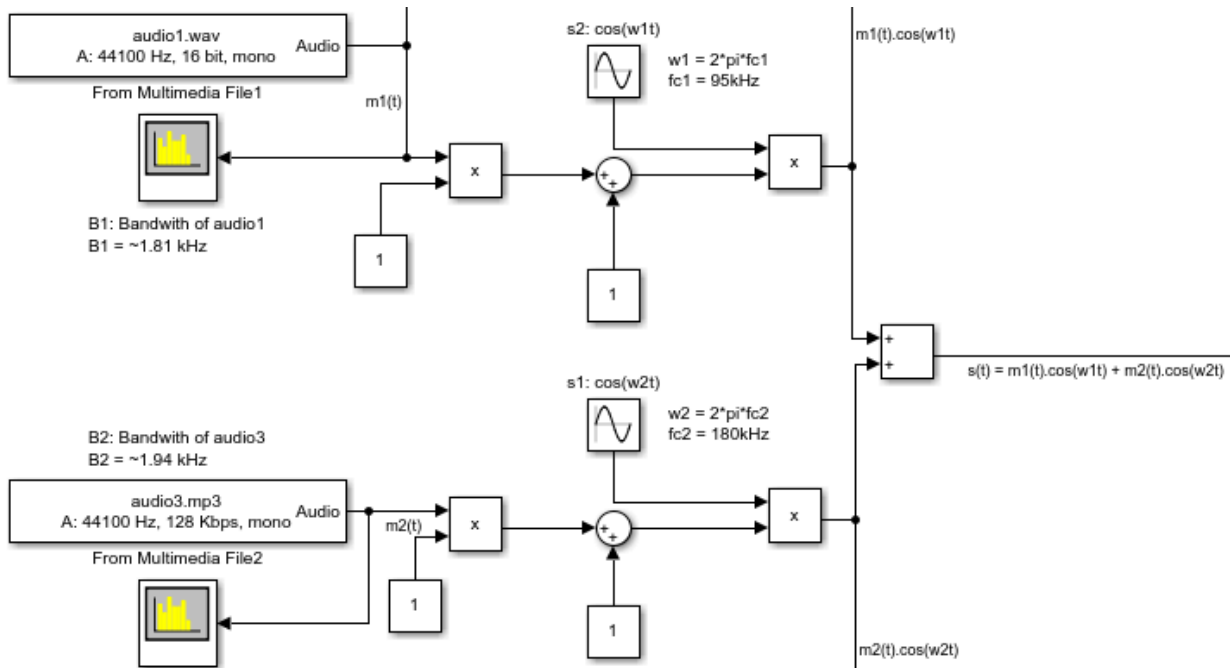 audio1.wav
A: 44100 Hz, 16 bit, mono
Audio
From Multimedia File1
m1(t)
B1: Bandwith of audio1
B1 = ~1.81 kHz
x
1
s2: cos(w1t)
w1 = 2*pi*fc1
fc1 = 95kHz
+
+
1
x
m1(t).cos(w1t)
+
+
s(t) = m1(t).cos(w1t) + m2(t).cos(w2t)
B2: Bandwith of audio3
B2 = ~1.94 kHz
audio3.mp3
A: 44100 Hz, 128 Kbps, mono
Audio
From Multimedia File2
m2(t)
x
1
s1: cos(w2t)
w2 = 2*pi*fc2
fc2 = 180kHz
+
+
1
x
m2(t).cos(w2t)